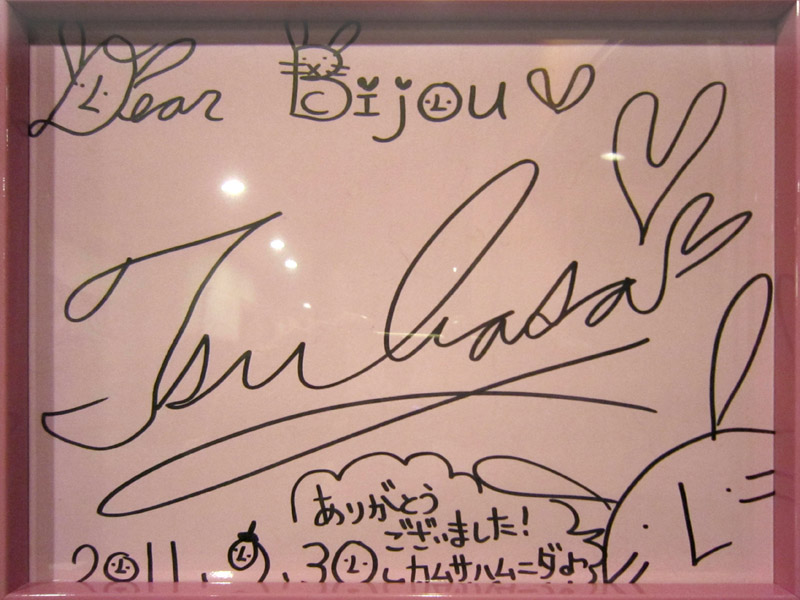 Dear Bijou
Tsubasa
ありがとう
ございました!
カムサハムニダよ